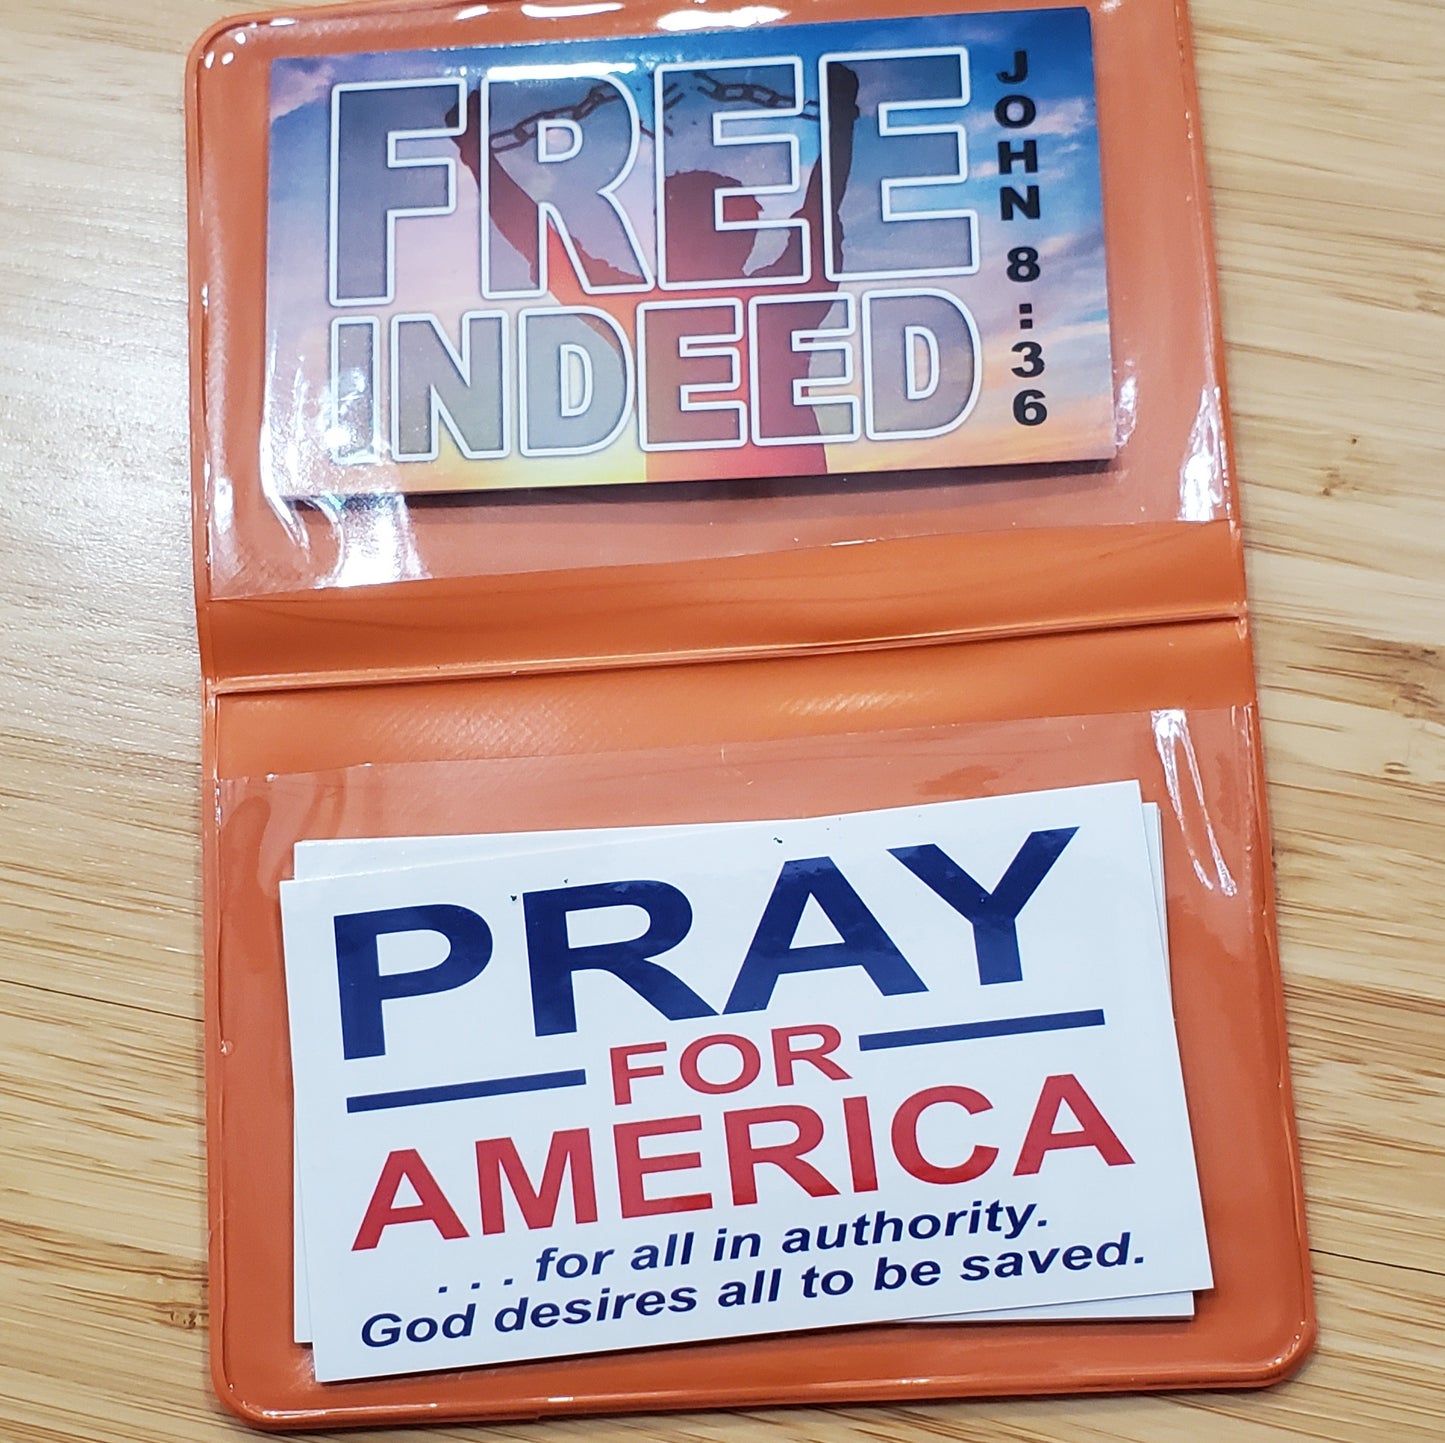 FREE
INDEED
JOHN 8:36
PRAY
FOR
AMERICA
. . . for all in authority.
God desires all to be saved.